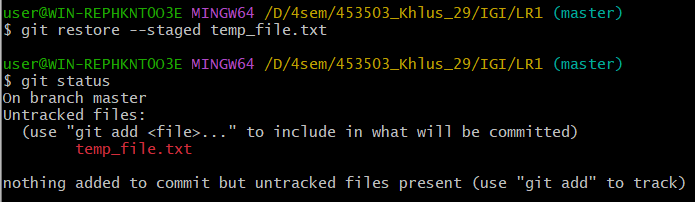 user@WIN-REPHKNTOO3E MINGW64 /D/4sem/453503_Khlus_29/IGI/LR1 (master)
$ git restore --staged temp_file.txt
user@WIN-REPHKNTOO3E MINGW64 /D/4sem/453503_Khlus_29/IGI/LR1 (master)
$ git status
On branch master
Untracked files:
  (use "git add <file>..." to include in what will be committed)
        temp_file.txt
nothing added to commit but untracked files present (use "git add" to track)